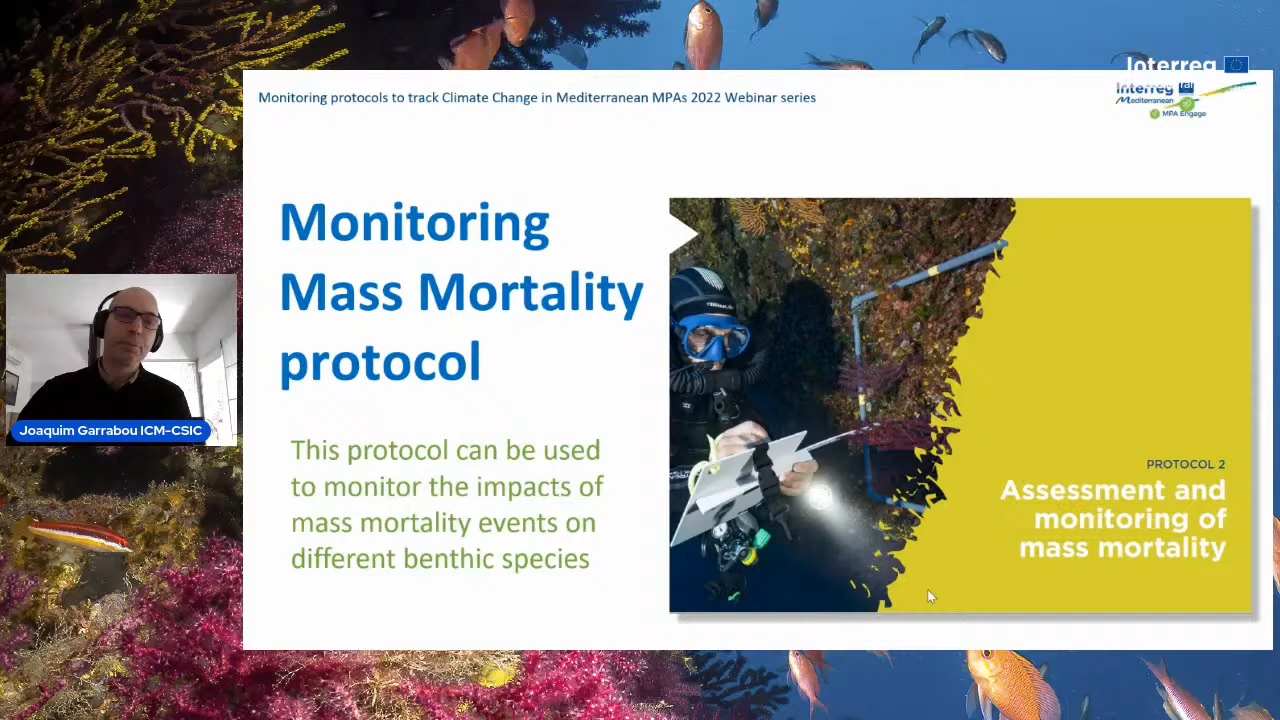 Interreg
Monitoring protocols to track Climate Change in Mediterranean MPAs 2022 Webinar series
Interreg
Mediterranean
MPA Engage
Monitoring
Mass Mortality
protocol
This protocol can be used
to monitor the impacts of
mass mortality events on
different benthic species
Joaquim Garrabou ICM-CSIC
PROTOCOL 2
Assessment and
monitoring of
mass mortality